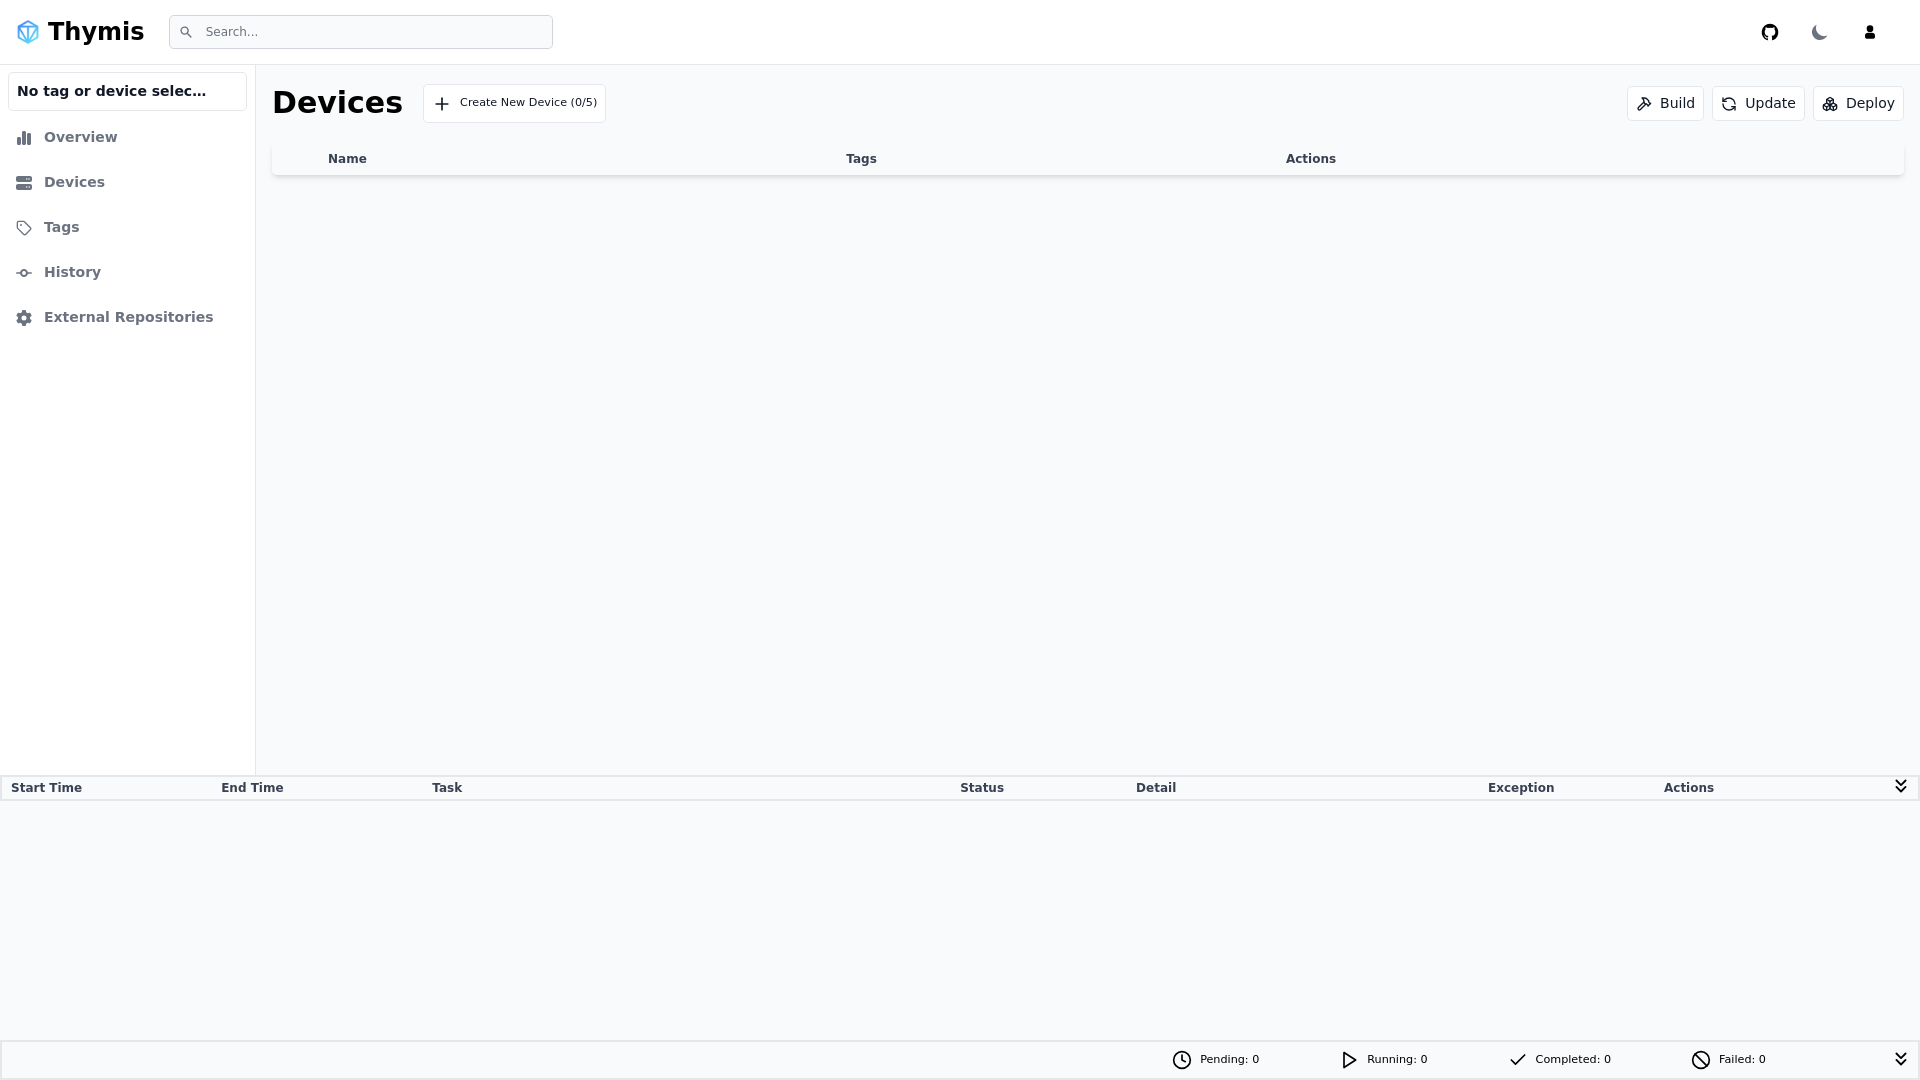 Thymis
Search...
No tag or device selec...
Overview
Devices
Tags
History
External Repositories
Devices
Create New Device (0/5)
Build
Update
Deploy
Name Tags Actions
Start Time End Time Task Status Detail Exception Actions
Pending: 0 Running: 0 Completed: 0 Failed: 0